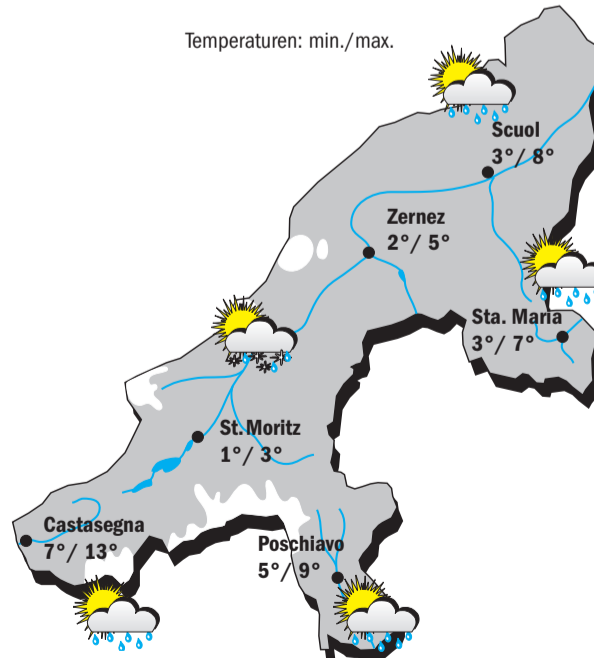 Temperaturen: min./max.
Scuol
3°/ 8°
Zernez
2°/ 5°
Sta. Maria
3°/ 7°
St. Moritz
1°/ 3°
Castasegna
7°/ 13°
Poschiavo
5°/ 9°